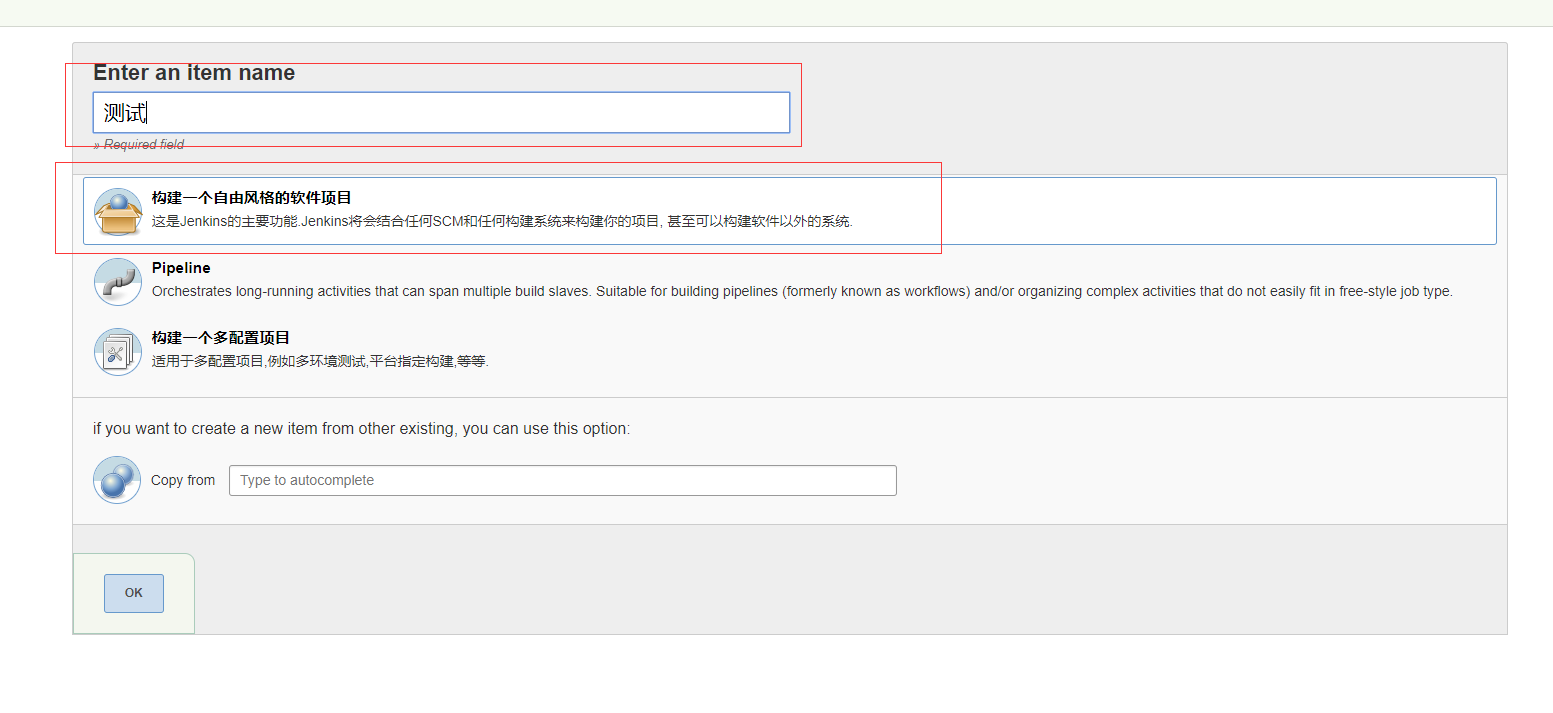 Enter an item name
测试
» Required field
构建一个自由风格的软件项目
这是Jenkins的主要功能.Jenkins将会结合任何SCM和任何构建系统来构建你的项目, 甚至可以构建软件以外的系统.
Pipeline
Orchestrates long-running activities that can span multiple build slaves. Suitable for building pipelines (formerly known as workflows) and/or organizing complex activities that do not easily fit in free-style job type.
构建一个多配置项目
适用于多配置项目,例如多环境测试,平台指定构建,等等.
if you want to create a new item from other existing, you can use this option:
Copy from
Type to autocomplete
OK